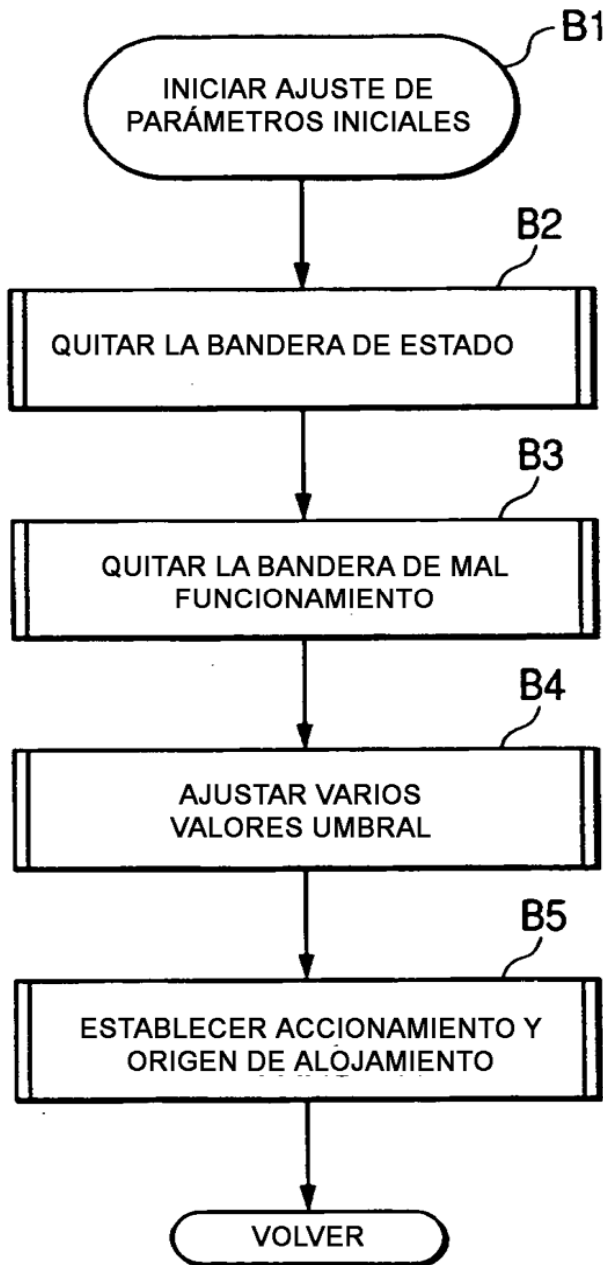 B1
INICIAR AJUSTE DE
PARÁMETROS INICIALES
B2
QUITAR LA BANDERA DE ESTADO
B3
QUITAR LA BANDERA DE MAL
FUNCIONAMIENTO
B4
AJUSTAR VARIOS
VALORES UMBRAL
B5
ESTABLECER ACCIONAMIENTO Y
ORIGEN DE ALOJAMIENTO
VOLVER